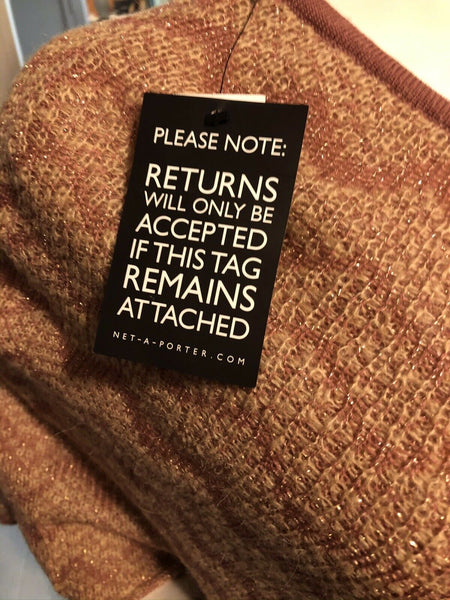 PLEASE NOTE:
RETURNS
WILL ONLY BE
ACCEPTED
IF THIS TAG
REMAINS
ATTACHED
NET-A-PORTER.COM